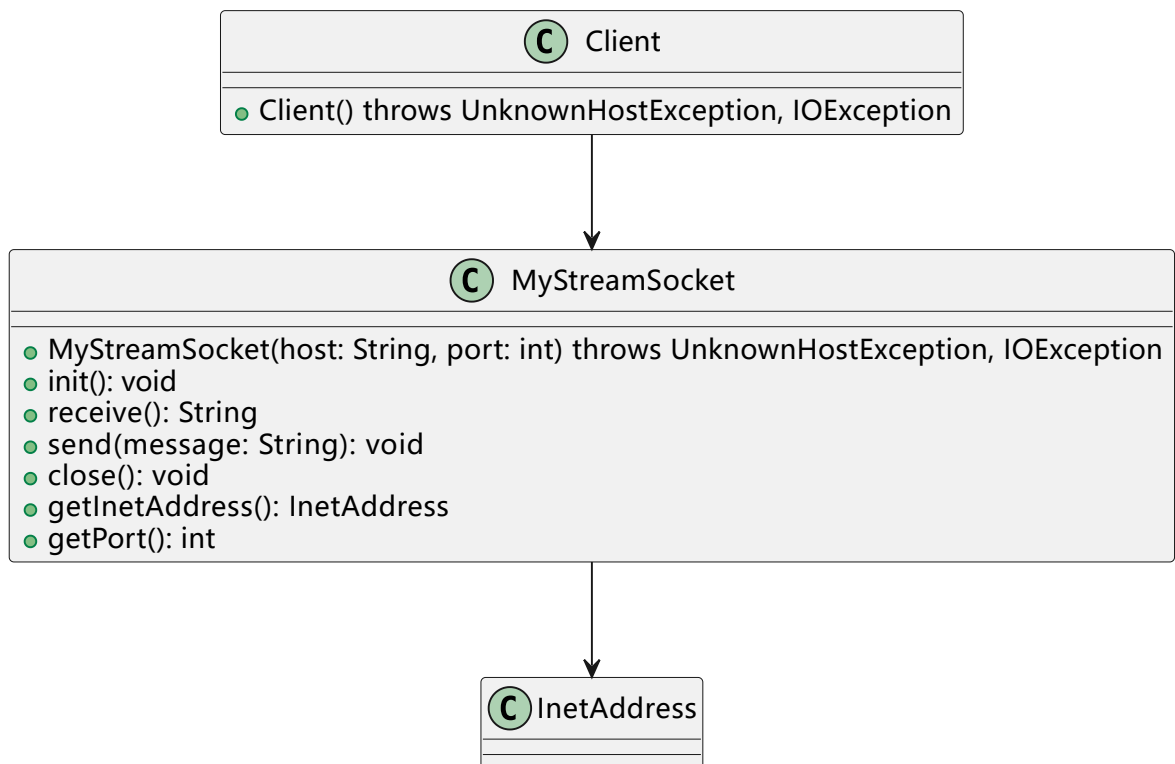 C Client
Client() throws UnknownHostException, IOException
C MyStreamSocket
MyStreamSocket(host: String, port: int) throws UnknownHostException, IOException
init(): void
receive(): String
send(message: String): void
close(): void
getInetAddress(): InetAddress
getPort(): int
C InetAddress